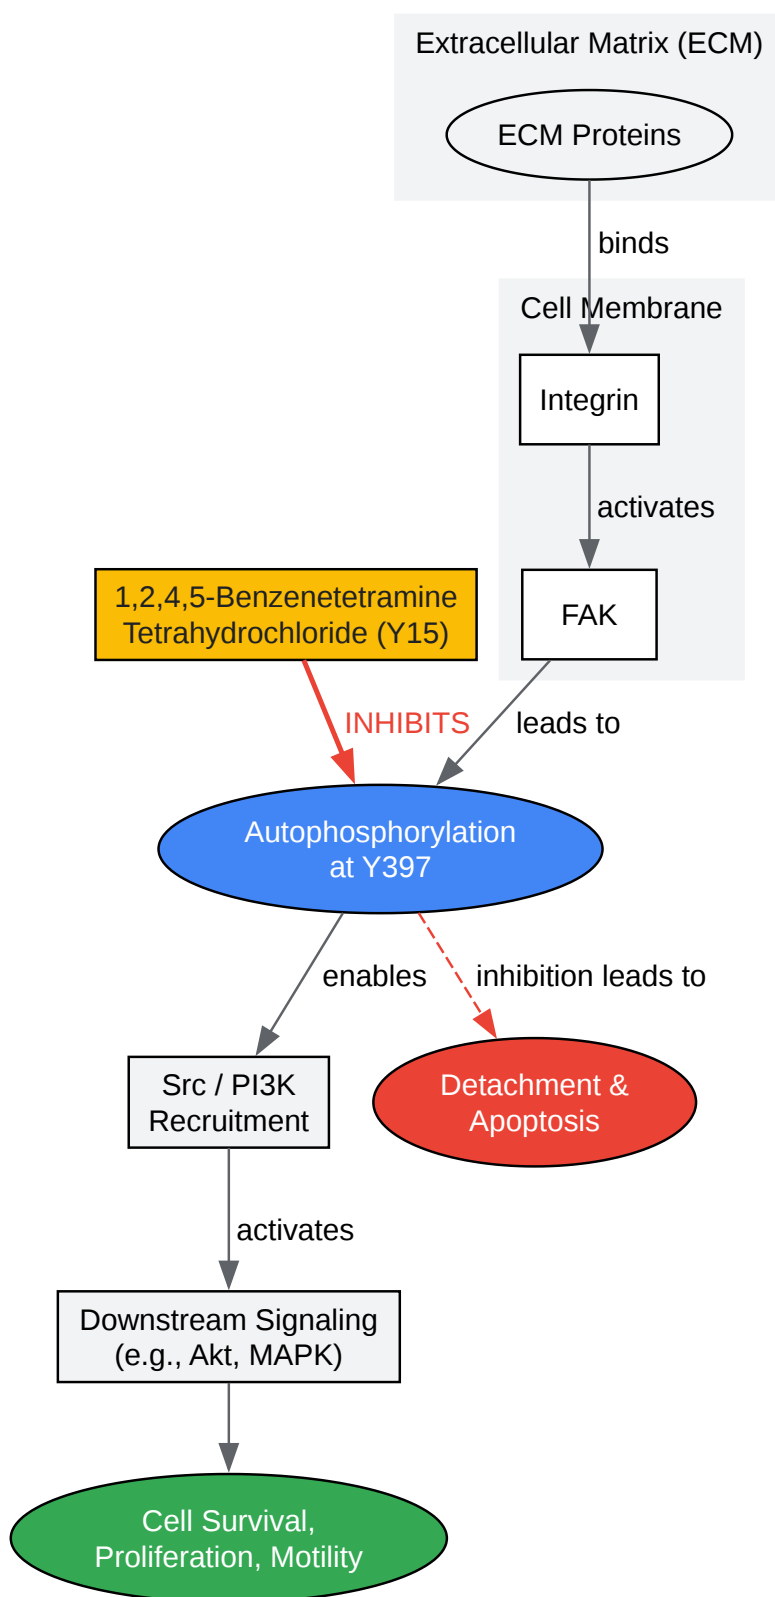 Extracellular Matrix (ECM)
ECM Proteins
binds
Cell Membrane
Integrin
activates
FAK
1,2,4,5-Benzenetetramine
Tetrahydrochloride (Y15)
INHIBITS
leads to
Autophosphorylation
at Y397
enables
inhibition leads to
Src / PI3K
Recruitment
Detachment &
Apoptosis
activates
Downstream Signaling
(e.g., Akt, MAPK)
Cell Survival,
Proliferation, Motility